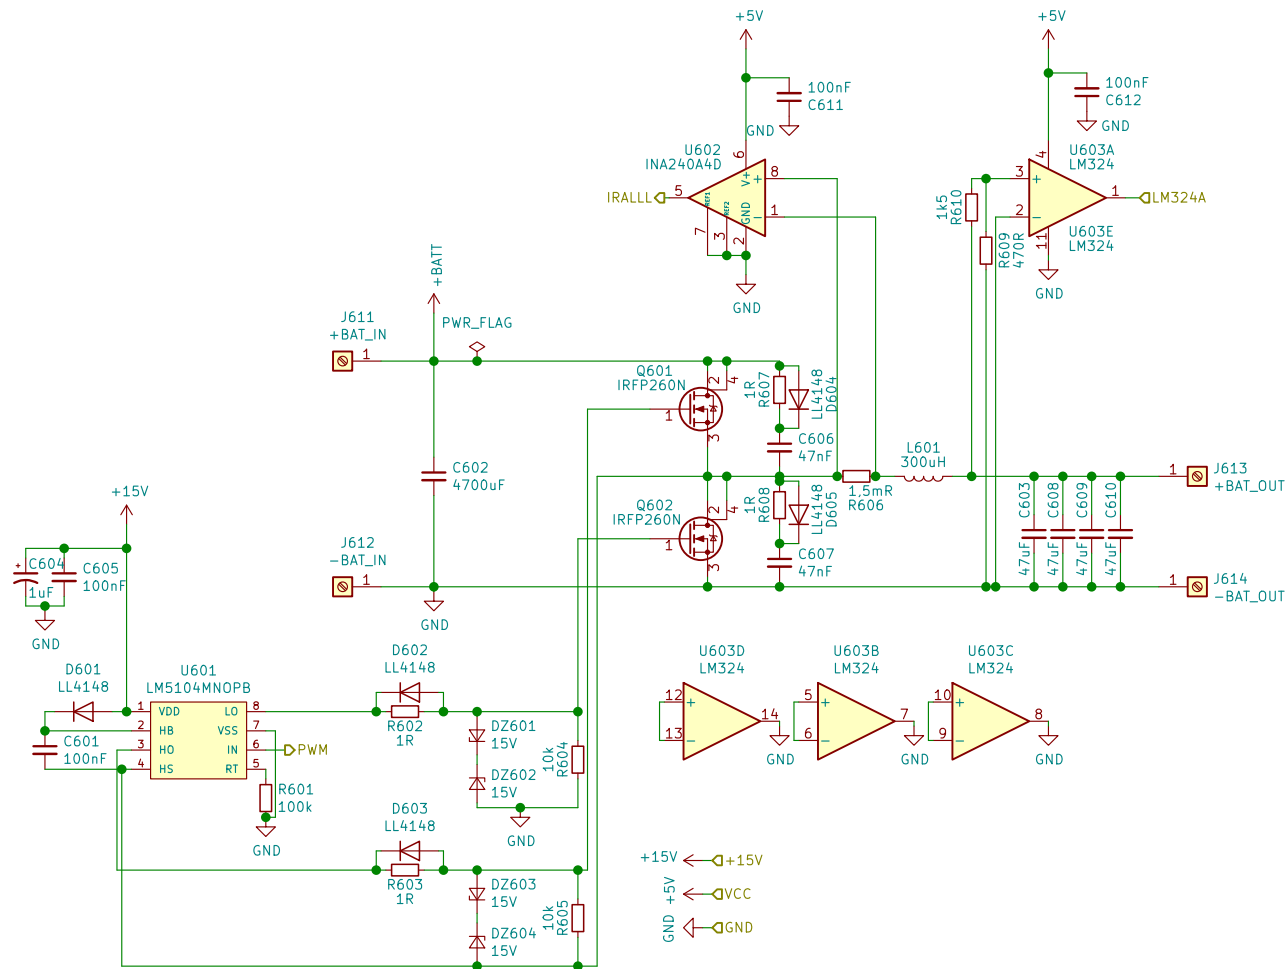 +5V
+5V
100nF
C611
GND
100nF
C612
GND
U602
INA240A4D
6
V+
+
8
IRALLL
5
REF1
REF2
GND
-
1
7
3
2
GND
U603A
LM324
4
3
+
1
LM324A
2
-
U603E
LM324
11
GND
1k5
R610
R609
470R
+BATT
J611
+BAT_IN
1
PWR_FLAG
Q601
IRFP260N
2
4
1
3
1R
R607
LL4148
D604
C606
47nF
C602
4700uF
L601
300uH
1,5mR
R606
J613
+BAT_OUT
1
Q602
IRFP260N
2
4
1
3
1R
R608
LL4148
D605
C607
47nF
C603
47uF
C608
47uF
C609
47uF
C610
47uF
J612
-BAT_IN
1
GND
1
J614
-BAT_OUT
+15V
+
C604
1uF
C605
100nF
GND
D601
LL4148
U601
LM5104MNOPB
1
VDD
LO
8
2
HB
VSS
7
3
HO
IN
6
4
HS
RT
5
PWM
C601
100nF
R601
100k
GND
D602
LL4148
R602
1R
DZ601
15V
DZ602
15V
10k
R604
GND
D603
LL4148
R603
1R
DZ603
15V
DZ604
15V
10k
R605
U603D
LM324
12
+
13
-
14
GND
U603B
LM324
5
+
6
-
7
GND
U603C
LM324
10
+
9
-
8
GND
+15V
+15V
+5V
VCC
GND
GND